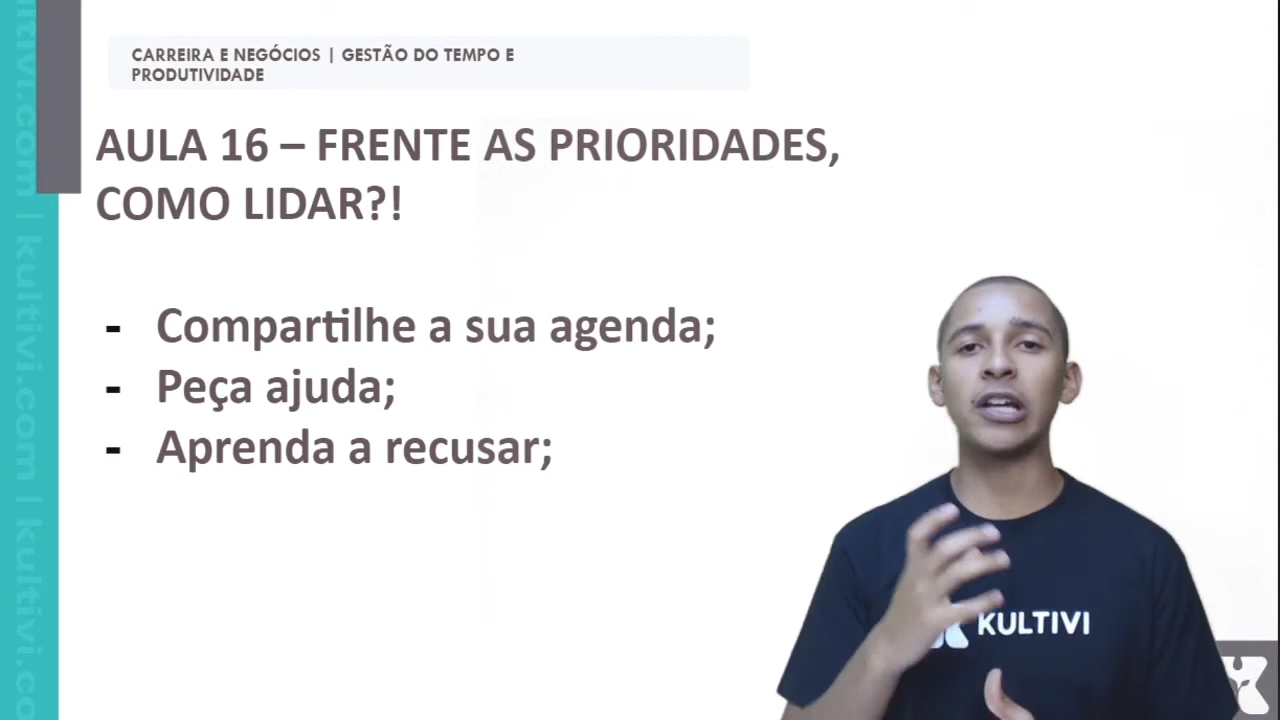 CARREIRA E NEGÓCIOS | GESTÃO DO TEMPO E
PRODUTIVIDADE
AULA 16 – FRENTE AS PRIORIDADES,
COMO LIDAR?!
- Compartilhe a sua agenda;
- Peça ajuda;
- Aprenda a recusar;
KULTIVI
kultivi.com | kultivi.com | kultivi.co